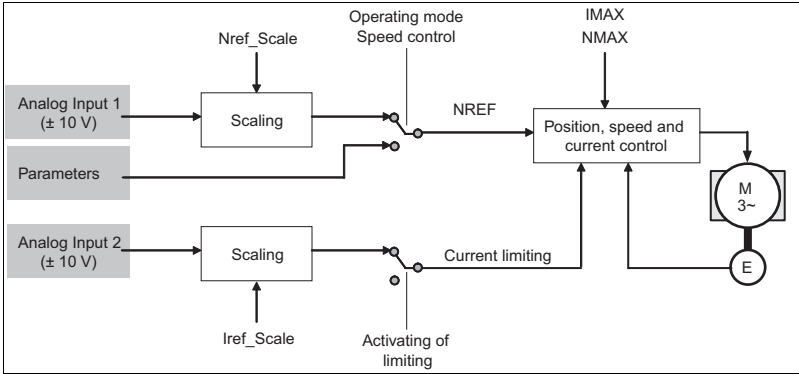 Operating mode
Speed control
IMAX
NMAX
Nref_Scale
Analog Input 1
(± 10 V)
Scaling
NREF
Position, speed and
current control
Parameters
M
3~
Analog Input 2
(± 10 V)
Scaling
Current limiting
E
Iref_Scale
Activating of
limiting